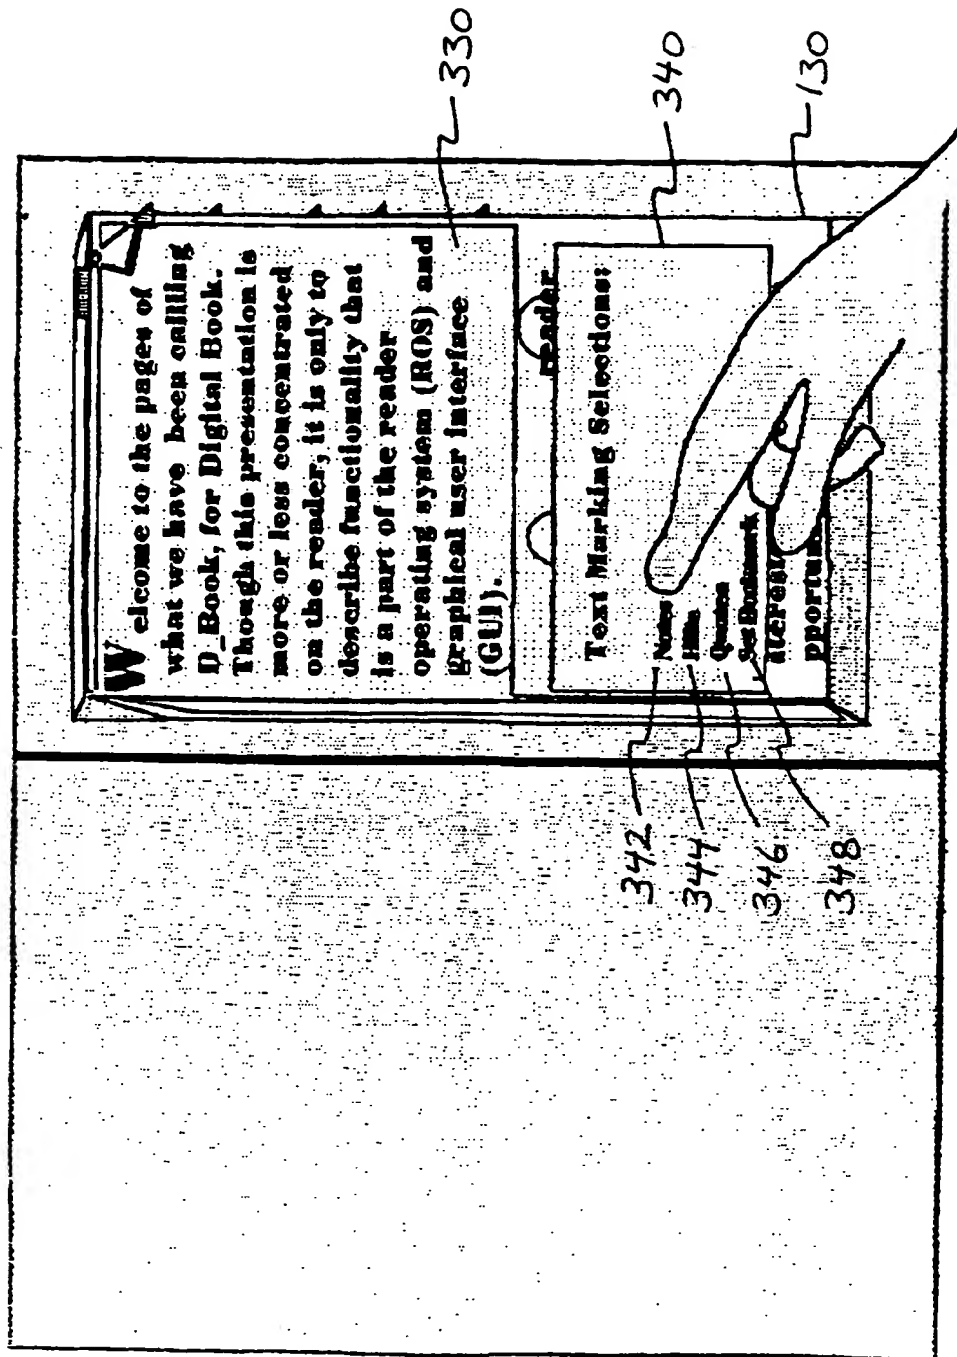 Welcome to the pages of
what we have been calling
D_Book, for Digital Book.
Though this presentation is
more or less concentrated
on the reader, it is only to
describe functionality that
is a part of the reader
operating system (ROS) and
graphical user interface
(GUI).
reader
Text Marking Selections:
Notes
Quotes
Set Bookmark
nterest
pportun
330
340
130
342
344
346
348